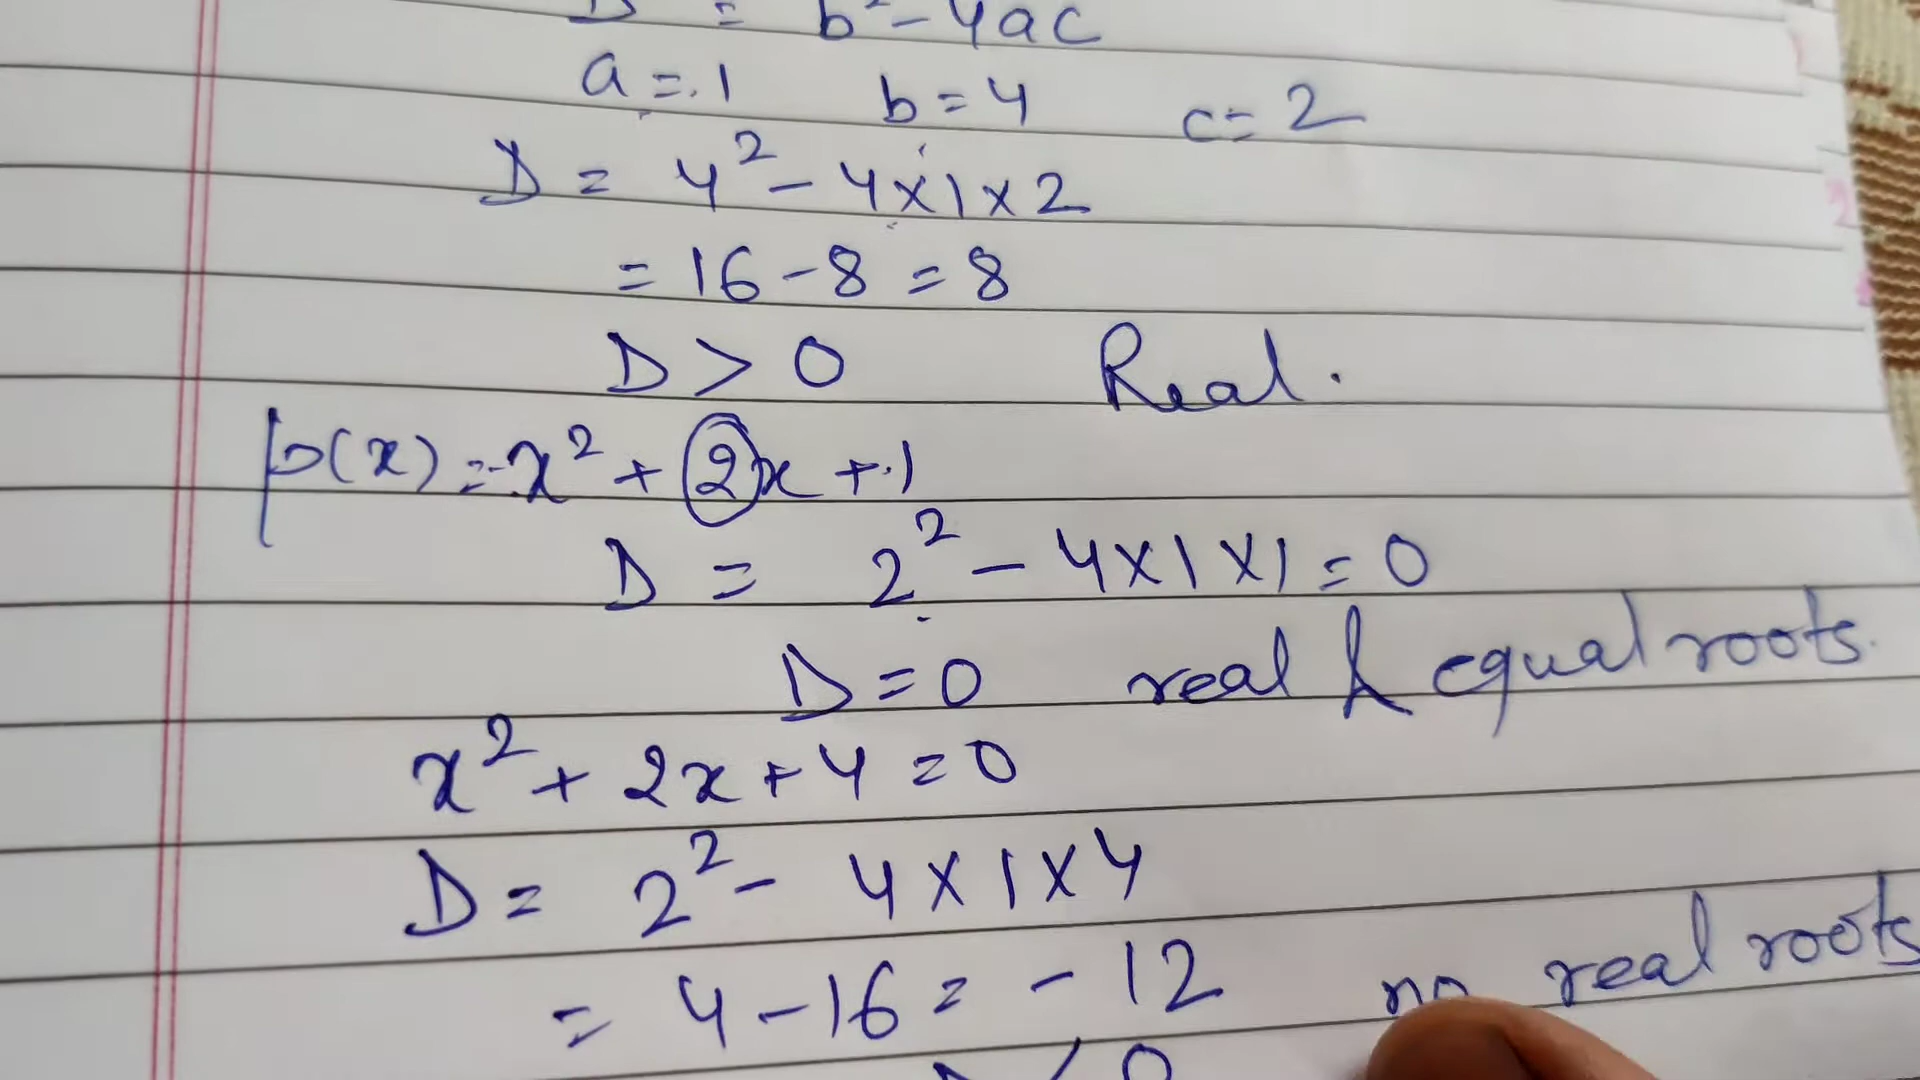 D = b² - 4ac
a = 1 b = 4 c = 2
D = 4² - 4×1×2
= 16 - 8 = 8
D > 0 Real.
p(x) = x² + 2x + 1
D = 2² - 4×1×1 = 0
D = 0 real & equal roots.
x² + 2x + 4 = 0
D = 2² - 4×1×4
= 4 - 16 = - 12 no real roots
D < 0